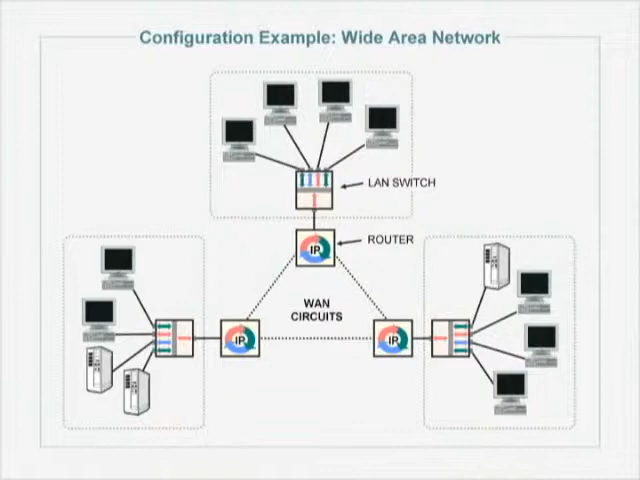 Configuration Example: Wide Area Network
LAN SWITCH
IP
ROUTER
WAN
CIRCUITS
IP
IP